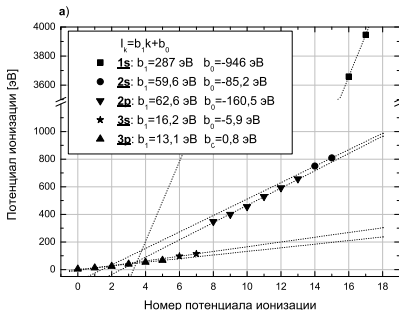 а)
I_k=b_1k+b_0
1s: b_1=287 эВ b_0=-946 эВ
2s: b_1=59,6 эВ b_0=-85,2 эВ
2p: b_1=62,6 эВ b_0=-160,5 эВ
3s: b_1=16,2 эВ b_0=-5,9 эВ
3p: b_1=13,1 эВ b_C=0,8 эВ
Потенциал ионизации [эВ]
4000
3800
3600
1000
800
600
400
200
0
0 2 4 6 8 10 12 14 16 18
Номер потенциала ионизации